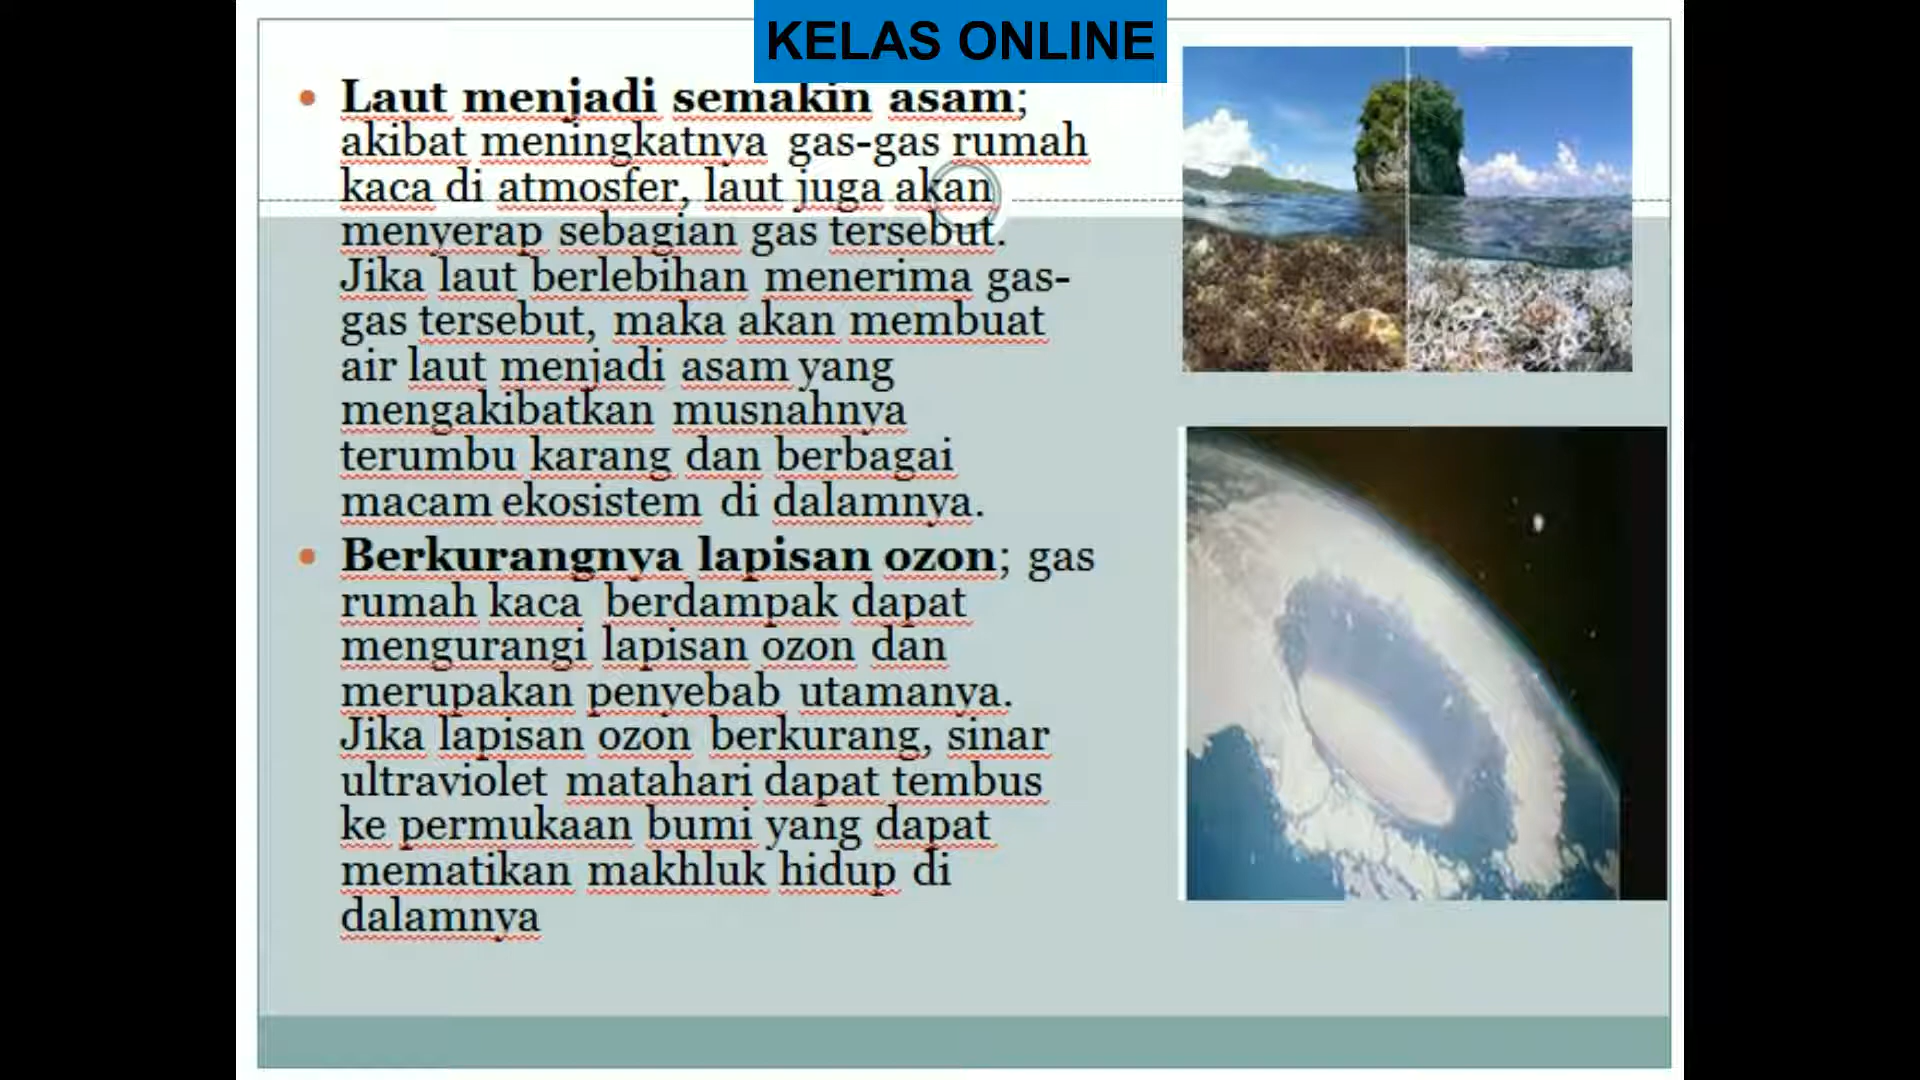 KELAS ONLINE
• Laut menjadi semakin asam;
akibat meningkatnya gas-gas rumah
kaca di atmosfer, laut juga akan
menyerap sebagian gas tersebut.
Jika laut berlebihan menerima gas-
gas tersebut, maka akan membuat
air laut menjadi asam yang
mengakibatkan musnahnya
terumbu karang dan berbagai
macam ekosistem di dalamnya.
• Berkurangnya lapisan ozon; gas
rumah kaca berdampak dapat
mengurangi lapisan ozon dan
merupakan penyebab utamanya.
Jika lapisan ozon berkurang, sinar
ultraviolet matahari dapat tembus
ke permukaan bumi yang dapat
mematikan makhluk hidup di
dalamnya